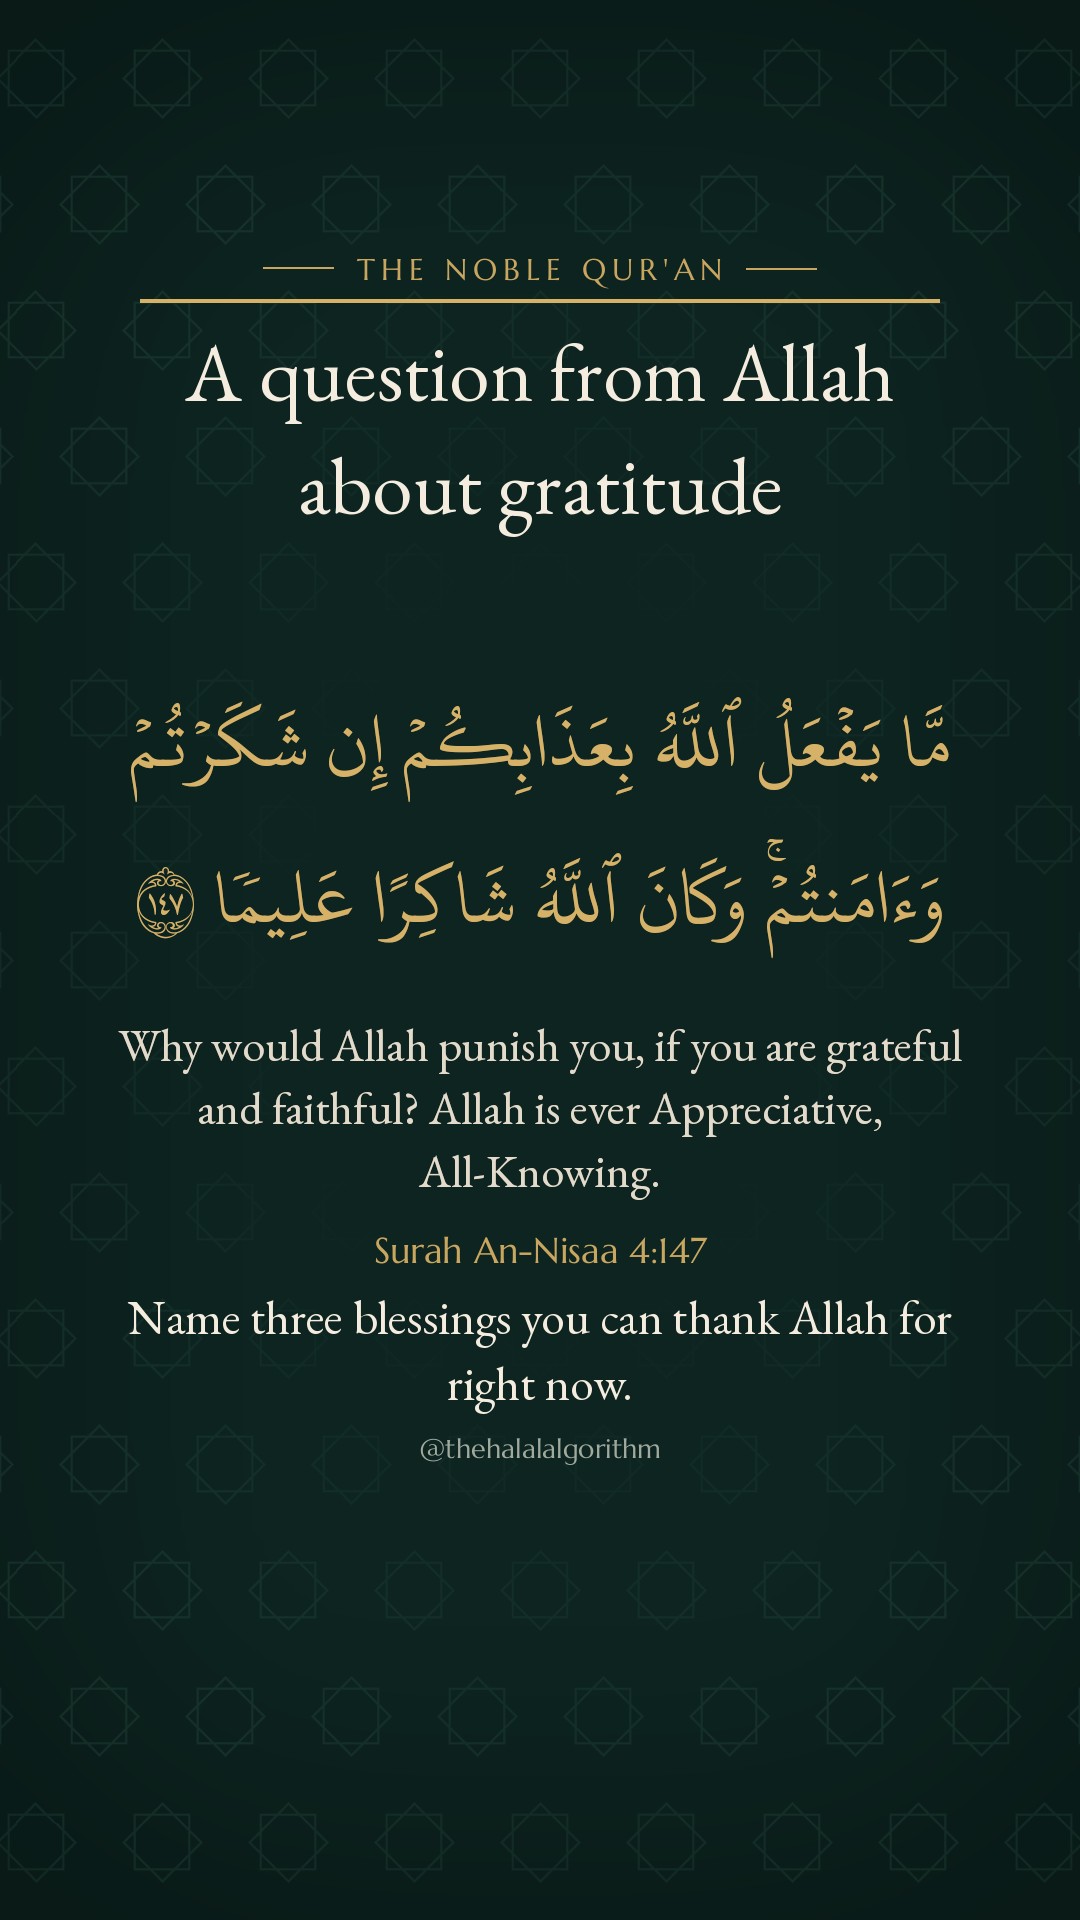 THE NOBLE QUR'AN
A question from Allah
about gratitude
مَّا يَفۡعَلُ ٱللَّهُ بِعَذَابِكُمۡ إِن شَكَرۡتُمۡ
وَءَامَنتُمۡۚ وَكَانَ ٱللَّهُ شَاكِرًا عَلِيمٗا ١٤٧
Why would Allah punish you, if you are grateful
and faithful? Allah is ever Appreciative,
All-Knowing.
Surah An-Nisaa 4:147
Name three blessings you can thank Allah for
right now.
@thehalalalgorithm